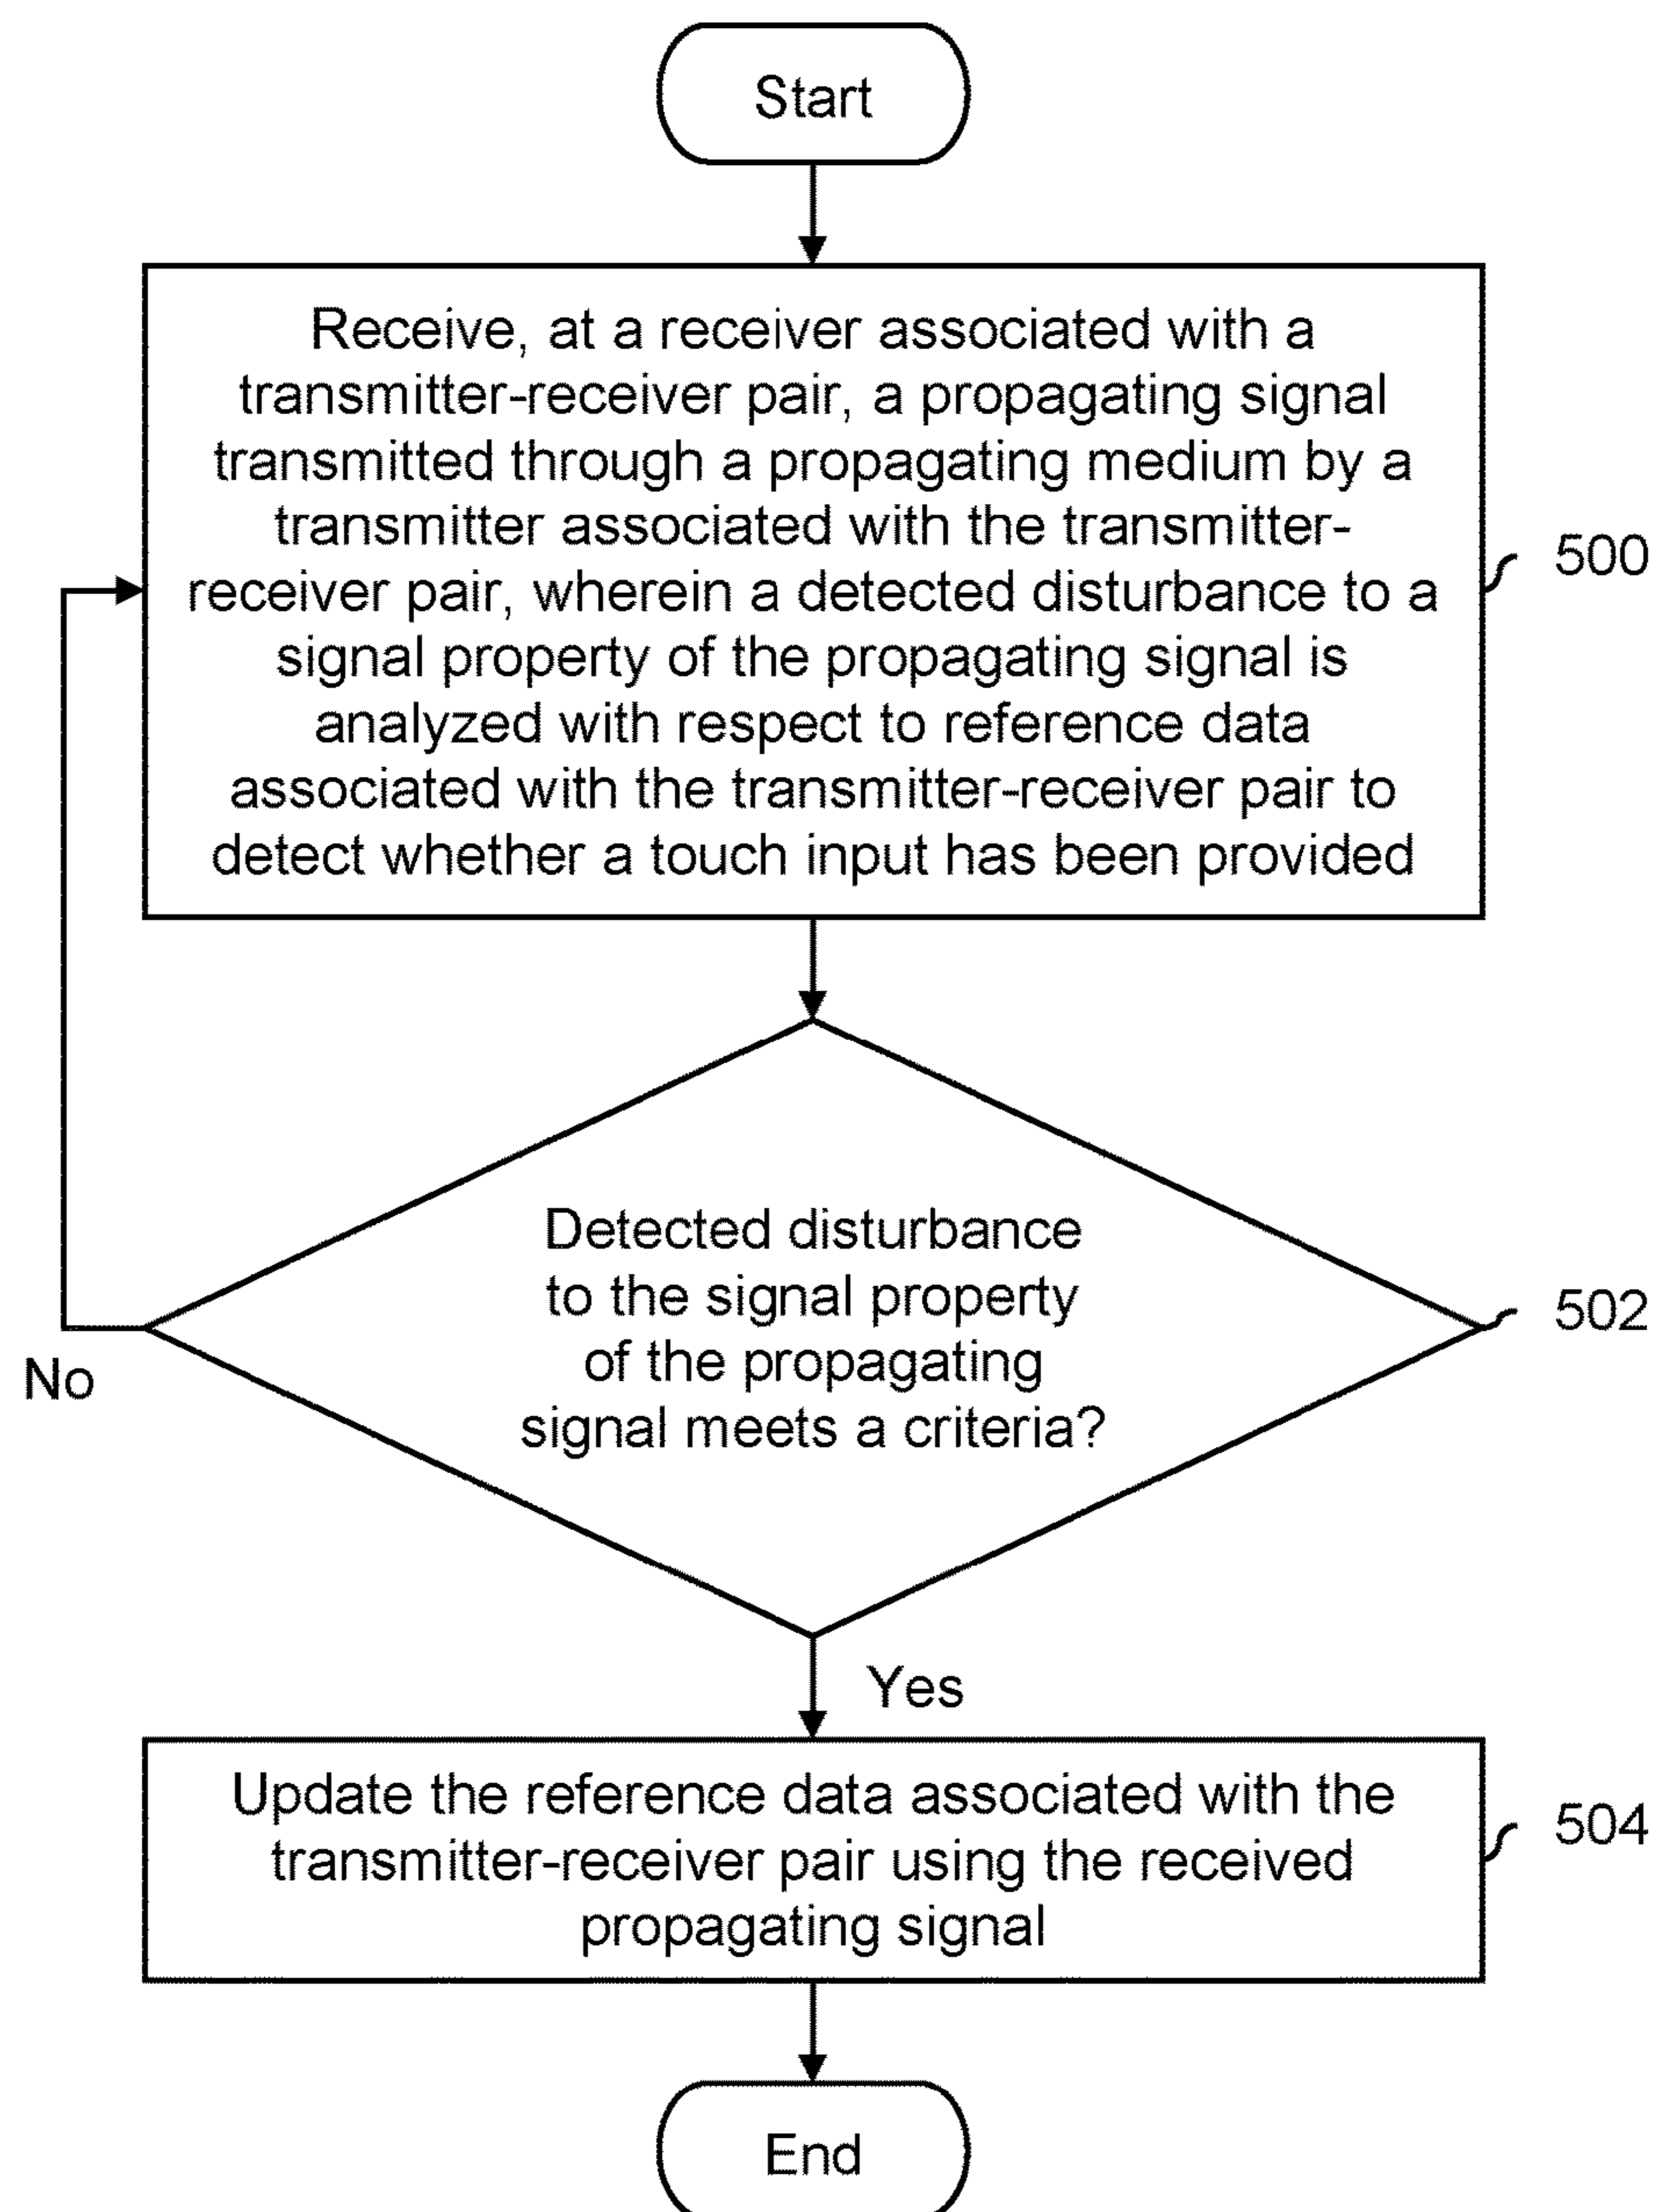 Start
Receive, at a receiver associated with a
transmitter-receiver pair, a propagating signal
transmitted through a propagating medium by a
transmitter associated with the transmitter-
receiver pair, wherein a detected disturbance to a
signal property of the propagating signal is
analyzed with respect to reference data
associated with the transmitter-receiver pair to
detect whether a touch input has been provided
500
Detected disturbance
to the signal property
of the propagating
signal meets a criteria?
502
No
Yes
Update the reference data associated with the
transmitter-receiver pair using the received
propagating signal
504
End